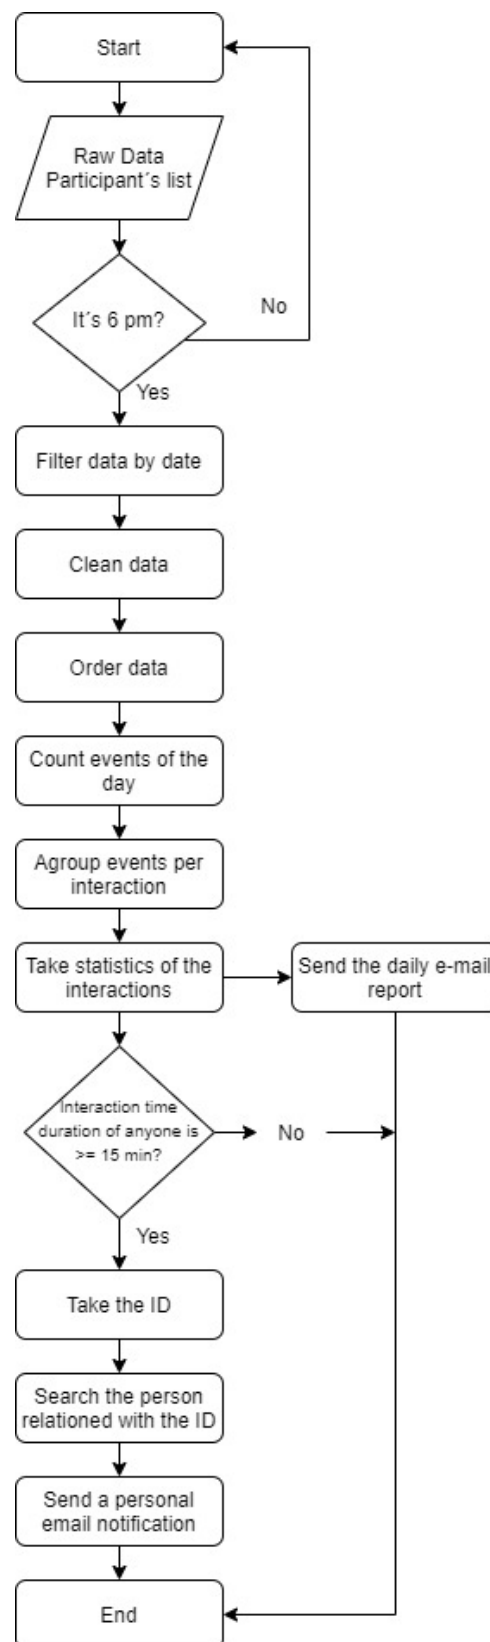 Start
Raw Data
Participant´s list
It´s 6 pm?
No
Yes
Filter data by date
Clean data
Order data
Count events of the
day
Agroup events per
interaction
Take statistics of the
interactions
Send the daily e-mail
report
Interaction time
duration of anyone is
>= 15 min?
No
Yes
Take the ID
Search the person
relationed with the ID
Send a personal
email notification
End